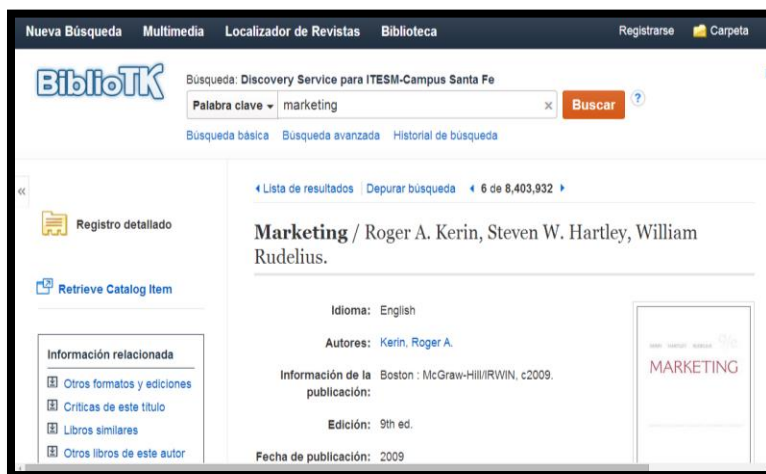 Nueva Búsqueda Multimedia Localizador de Revistas Biblioteca Registrarse Carpeta
BiblioTK
Búsqueda: Discovery Service para ITESM-Campus Santa Fe
Palabra clave marketing × Buscar ?
Búsqueda básica Búsqueda avanzada Historial de búsqueda
«
Lista de resultados Depurar búsqueda 6 de 8,403,932
Registro detallado
Marketing / Roger A. Kerin, Steven W. Hartley, William
Rudelius.
Retrieve Catalog Item
Idioma: English
Autores: Kerin, Roger A.
Información de la Boston : McGraw-Hill/IRWIN, c2009.
publicación:
Edición: 9th ed.
Fecha de publicación: 2009
Información relacionada
Otros formatos y ediciones
Críticas de este título
Libros similares
Otros libros de este autor
MARKETING